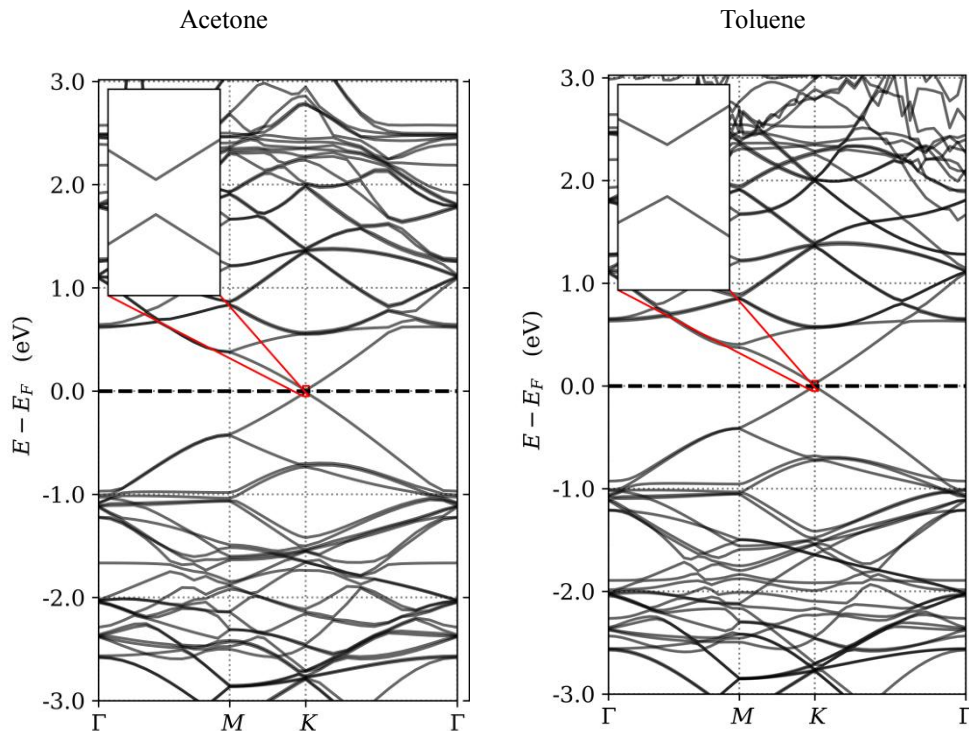 Acetone
Toluene
3.0
2.0
1.0
0.0
-1.0
-2.0
-3.0
E − E_F (eV)
Γ
M
K
Γ
3.0
2.0
1.0
0.0
-1.0
-2.0
-3.0
E − E_F (eV)
Γ
M
K
Γ